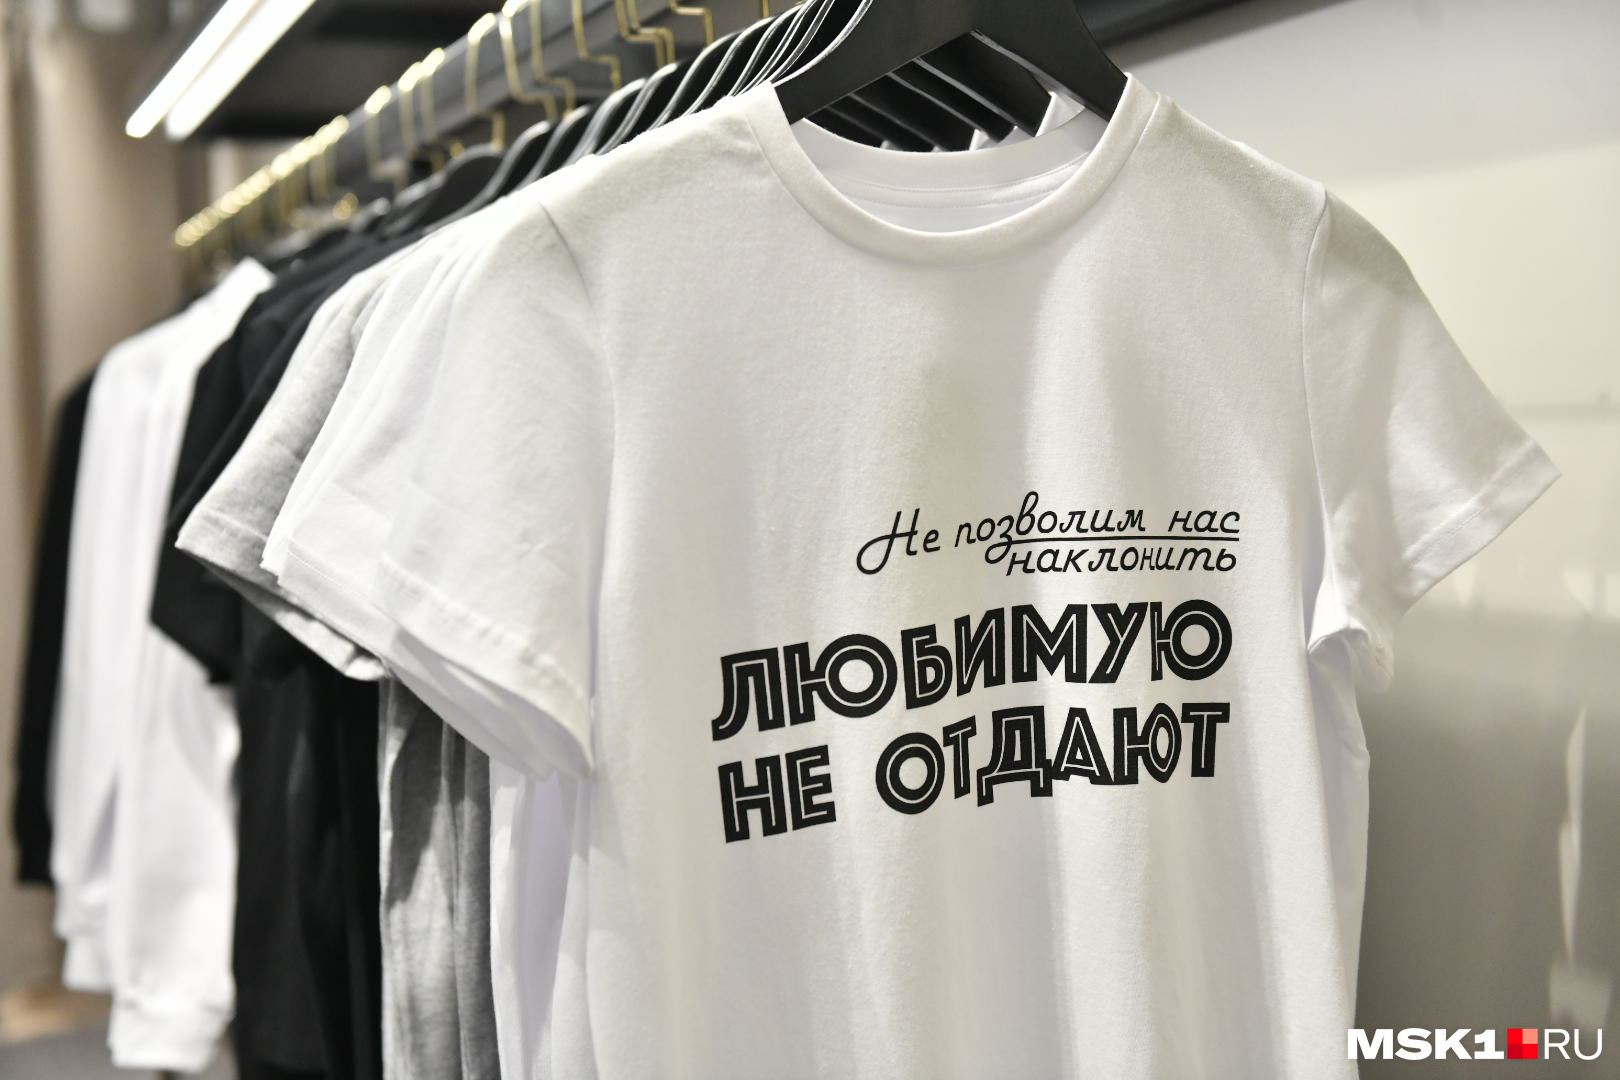 Не позволим нас
наклонить
ЛЮБИМУЮ
НЕ ОТДАЮТ
MSK1.RU